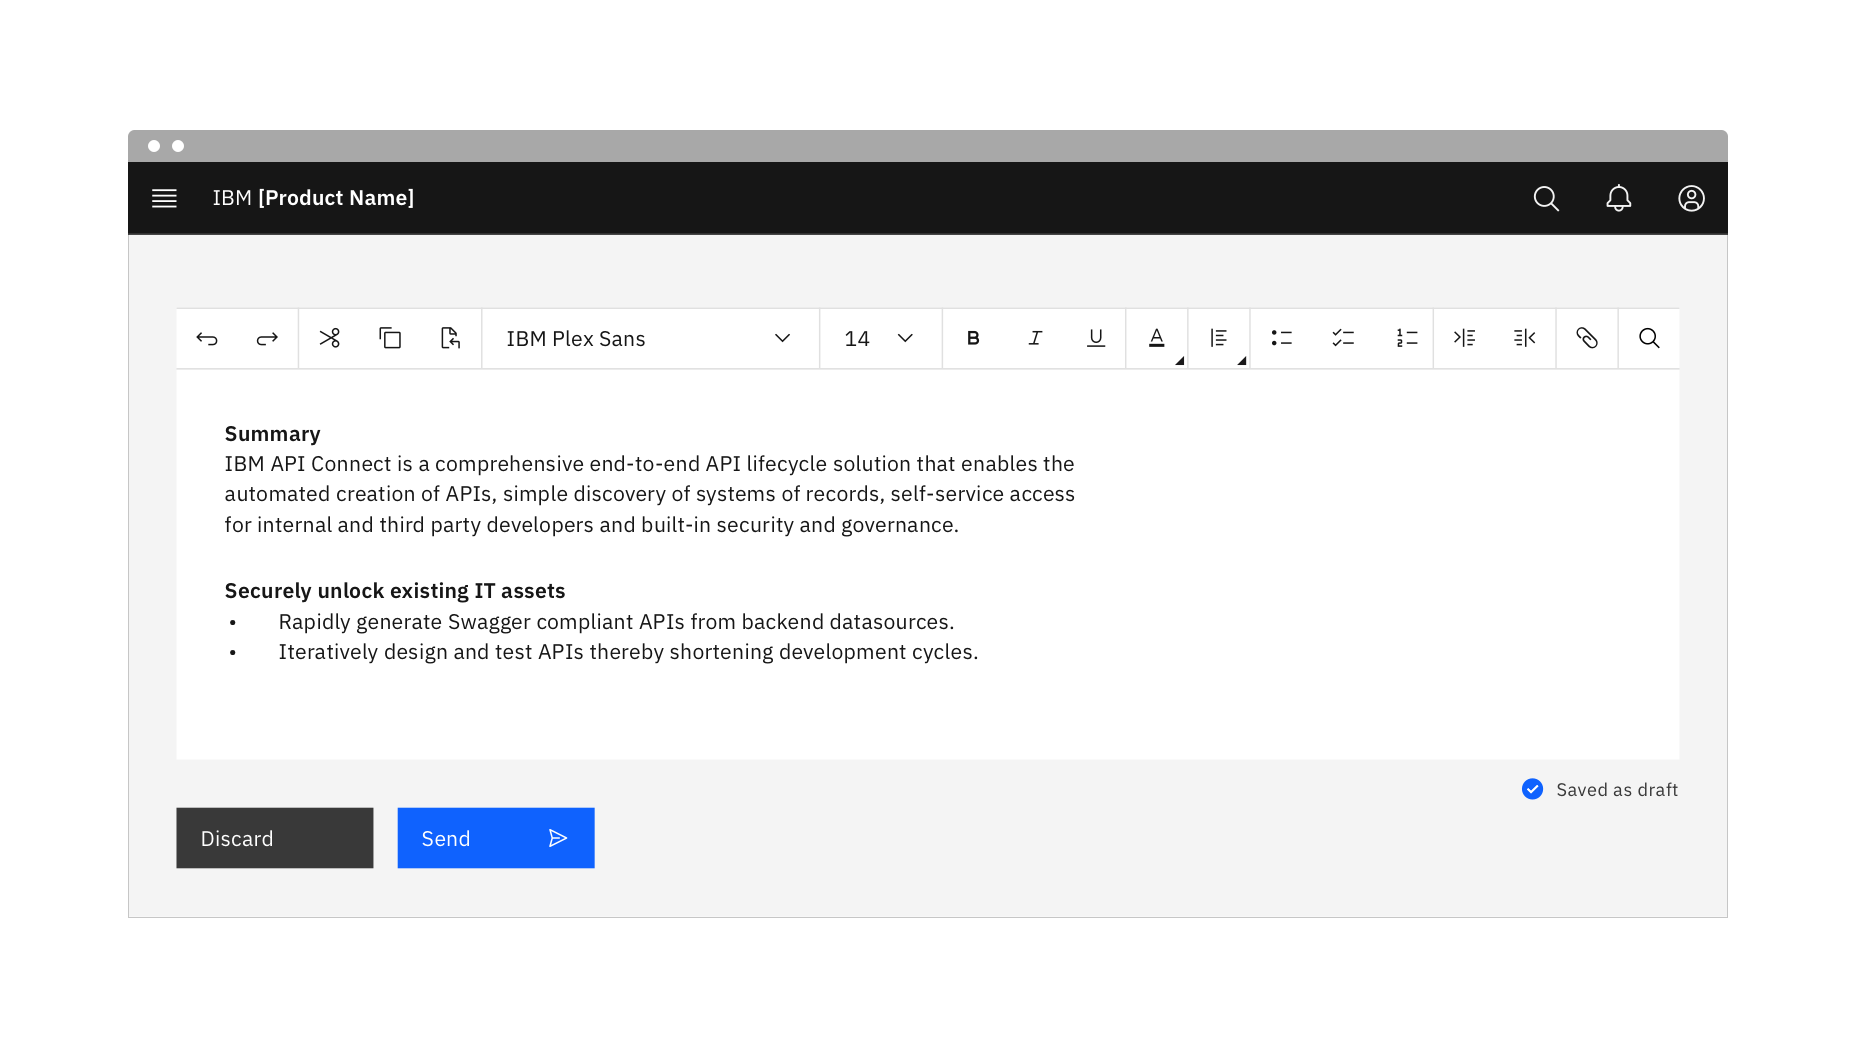 IBM [Product Name]
IBM Plex Sans
14
B I U A
Summary
IBM API Connect is a comprehensive end-to-end API lifecycle solution that enables the
automated creation of APIs, simple discovery of systems of records, self-service access
for internal and third party developers and built-in security and governance.
Securely unlock existing IT assets
• Rapidly generate Swagger compliant APIs from backend datasources.
• Iteratively design and test APIs thereby shortening development cycles.
Saved as draft
Discard
Send